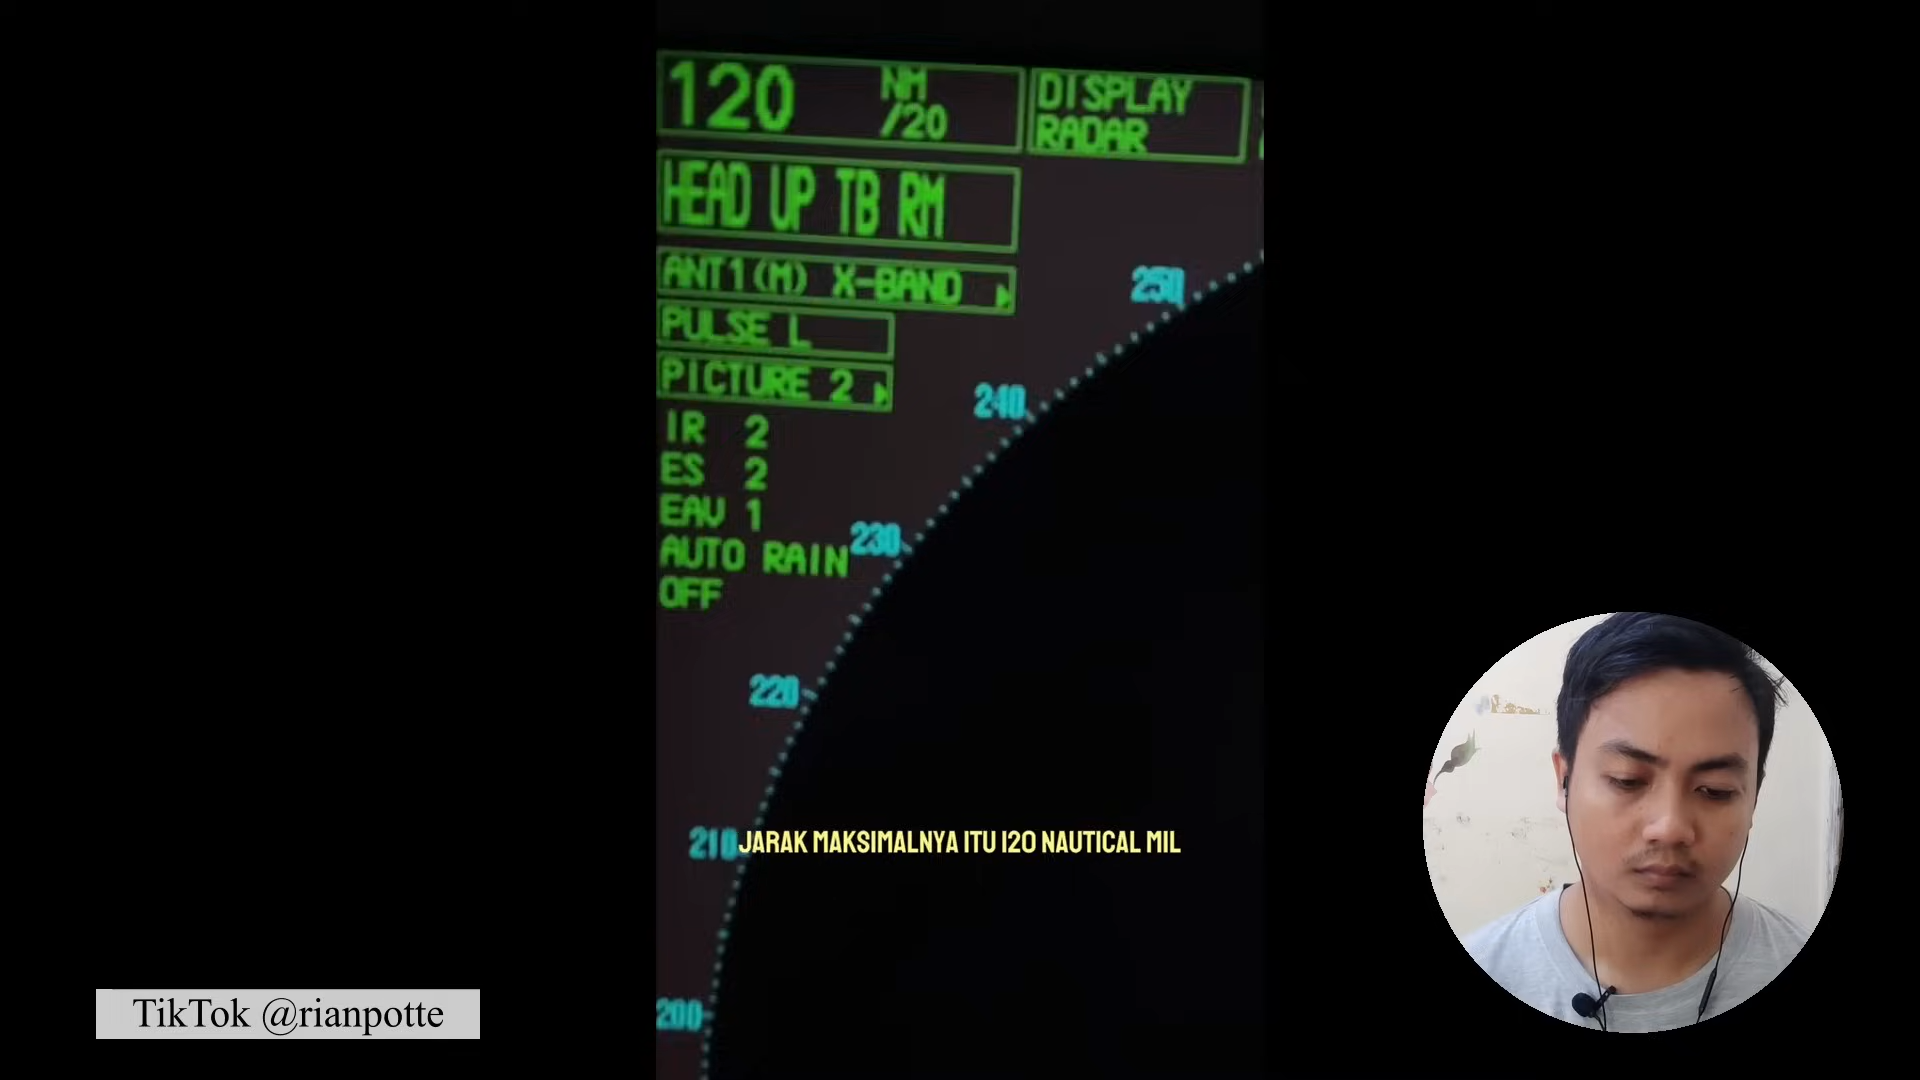 120 NM
/20
DISPLAY
RADAR
HEAD UP TB RM
ANT1(M) X-BAND
PULSE L
PICTURE 2
IR 2
ES 2
EAV 1
AUTO RAIN
OFF
250
240
230
220
210
200
JARAK MAKSIMALNYA ITU 120 NAUTICAL MIL
TikTok @rianpotte